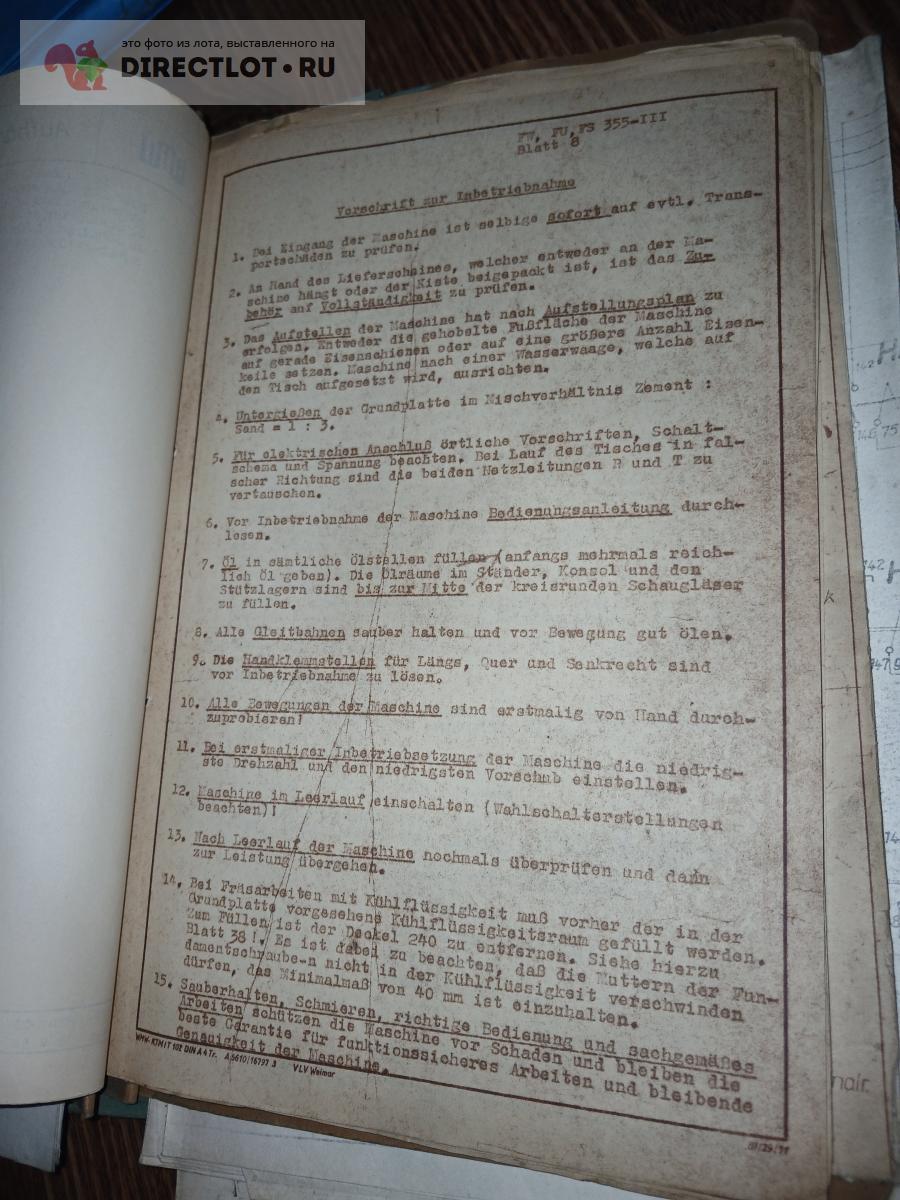 это фото из лота, выставленного на
DIRECTLOT.RU
FW, FU, FS 355-III
Blatt 8
Vorschrift zur Inbetriebnahme
1. Bei Eingang der Maschine ist selbige sofort auf evtl. Trans-
portschäden zu prüfen.
2. An Hand des Lieferscheines, welcher entweder an der Ma-
schine hängt oder der Kiste beigepackt ist, ist das Zu-
behör auf Vollständigkeit zu prüfen.
3. Das Aufstellen der Maschine hat nach Aufstellungsplan zu
erfolgen. Entweder die gehobelte Fußfläche der Maschine
auf gerade Eisenschienen oder auf eine größere Anzahl Eisen-
keile setzen. Maschine nach einer Wasserwaage, welche auf
den Tisch aufgesetzt wird, ausrichten.
4. Untergießen der Grundplatte im Mischverhältnis Zement :
Sand = 1 : 3.
5. Für elektrischen Anschluß örtliche Vorschriften, Schalt-
schema und Spannung beachten. Bei Lauf des Tisches in fal-
scher Richtung sind die beiden Netzleitungen R und T zu
vertauschen.
6. Vor Inbetriebnahme der Maschine Bedienungsanleitung durch-
lesen.
7. Öl in sämtliche Ölstellen füllen (anfangs mehrmals reich-
lich Öl geben). Die Ölräume im Ständer, Konsol und den
Stützlagern sind bis zur Mitte der kreisrunden Schaugläser
zu füllen.
8. Alle Gleitbahnen sauber halten und vor Bewegung gut ölen.
9. Die Handklemmstellen für Längs, Quer und Senkrecht sind
vor Inbetriebnahme zu lösen.
10. Alle Bewegungen der Maschine sind erstmalig von Hand durch-
zuprobieren!
11. Bei erstmaliger Inbetriebsetzung der Maschine die niedrig-
ste Drehzahl und den niedrigsten Vorschub einstellen.
12. Maschine im Leerlauf einschalten (Wahlschalterstellungen
beachten)!
13. Nach Leerlauf der Maschine nochmals überprüfen und dann
zur Leistung übergehen.
14. Bei Fräsarbeiten mit Kühlflüssigkeit muß vorher der in der
Grundplatte vorgesehene Kühlflüssigkeitsraum gefüllt werden.
Zum Füllen ist der Deckel 240 zu entfernen. Siehe hierzu
Blatt 38!. Es ist dabei zu beachten, daß die Muttern der Fun-
damentschraube-n nicht in der Kühlflüssigkeit verschwinden
dürfen, das Minimalmaß von 40 mm ist einzuhalten.
15. Sauberhalten, Schmieren, richtige Bedienung und sachgemäßes
Arbeiten schützen die Maschine vor Schaden und bleiben die
beste Garantie für funktionssicheres Arbeiten und bleibende
Genauigkeit der Maschine.
WMW-KTM IT 102 DIN A 4 Tr. A 5610/16797 3 VLV Weimar